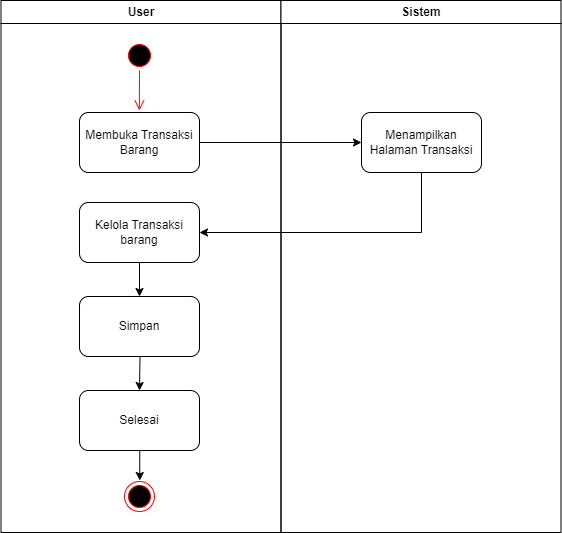 User
Sistem
Membuka Transaksi
Barang
Menampilkan
Halaman Transaksi
Kelola Transaksi
barang
Simpan
Selesai